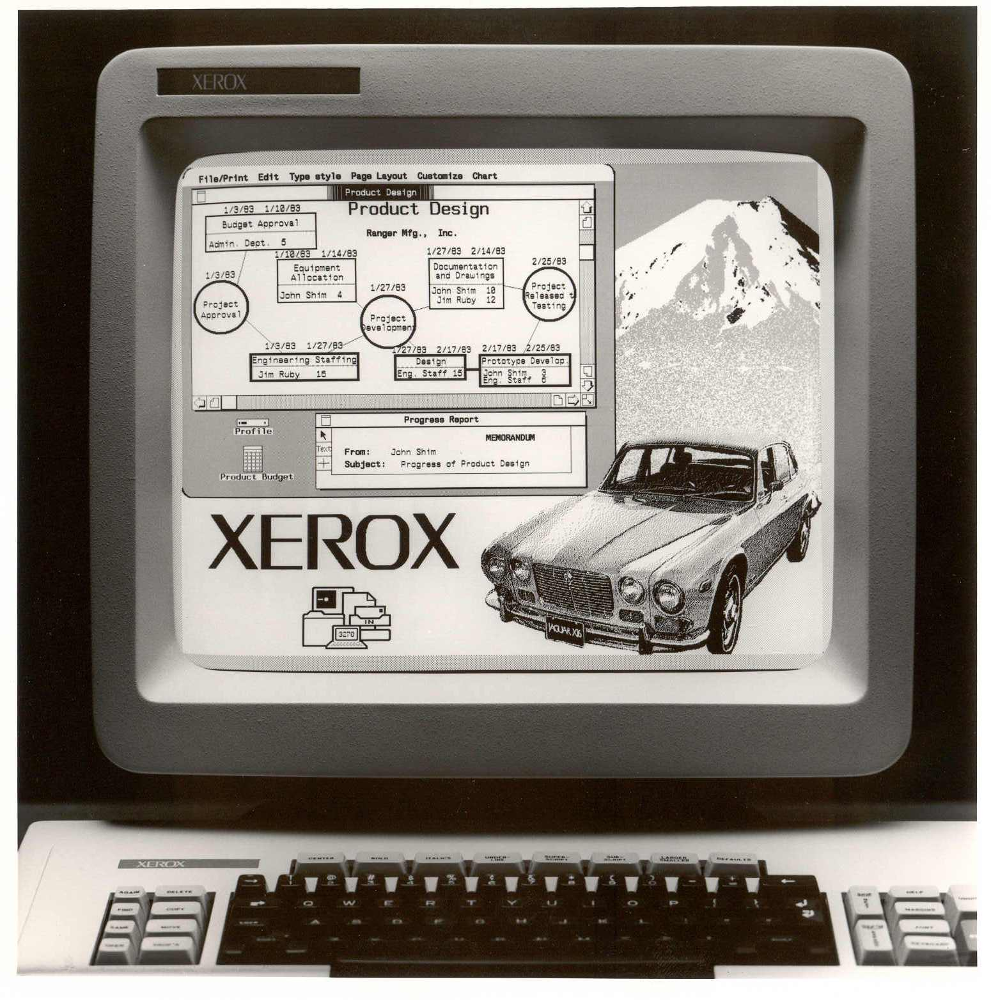 XEROX
File/Print Edit Type style Page Layout Customize Chart
Product Design
Product Design
Ranger Mfg., Inc.
1/3/83 1/10/83
Budget Approval
Admin. Dept. 5
1/10/83 1/14/83
Equipment
Allocation
John Shim 4
1/27/83 2/14/83
Documentation
and Drawings
John Shim 10
Jim Ruby 12
2/25/83
Project
Released t
Testing
1/3/83
Project
Approval
1/27/83
Project
Development
1/3/83 1/27/83
Engineering Staffing
Jim Ruby 16
1/27/83 2/17/83
Design
Eng. Staff 15
2/17/83 2/25/83
Prototype Develop.
John Shim 3
Eng. Staff 6
Profile
Product Budget
Progress Report
Text
MEMORANDUM
From: John Shim
Subject: Progress of Product Design
XEROX
IN
3270
JAGUAR XJ6
XEROX
CENTER BOLD ITALICS UNDER-LINE SUPER-SCRIPT SUB-SCRIPT LARGER SMALLER DEFAULTS
AGAIN DELETE
FIND COPY
SAME MOVE
OPEN PROP'S
Q W E R T Y U I O P
A S D F G H J K L
HELP
MARGINS
FONT
KEYBOARD